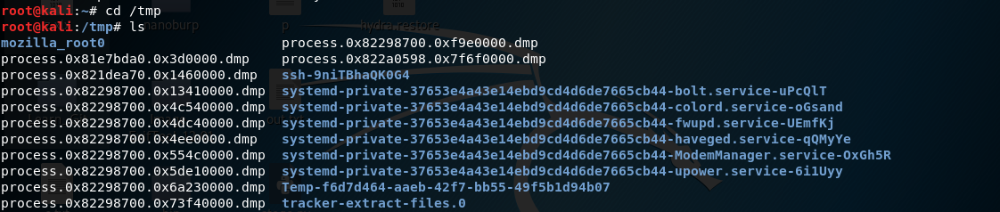 root@kali:~# cd /tmp
root@kali:/tmp# ls
mozilla_root0 process.0x82298700.0xf9e0000.dmp
process.0x81e7bda0.0x3d0000.dmp process.0x822a0598.0x7f6f0000.dmp
process.0x821dea70.0x1460000.dmp ssh-9niTBhaQK0G4
process.0x82298700.0x13410000.dmp systemd-private-37653e4a43e14ebd9cd4d6de7665cb44-bolt.service-uPcQlT
process.0x82298700.0x4c540000.dmp systemd-private-37653e4a43e14ebd9cd4d6de7665cb44-colord.service-oGsand
process.0x82298700.0x4dc40000.dmp systemd-private-37653e4a43e14ebd9cd4d6de7665cb44-fwupd.service-UEmfKj
process.0x82298700.0x4ee0000.dmp systemd-private-37653e4a43e14ebd9cd4d6de7665cb44-haveged.service-qQMyYe
process.0x82298700.0x554c0000.dmp systemd-private-37653e4a43e14ebd9cd4d6de7665cb44-ModemManager.service-OxGh5R
process.0x82298700.0x5de10000.dmp systemd-private-37653e4a43e14ebd9cd4d6de7665cb44-upower.service-6i1Uyy
process.0x82298700.0x6a230000.dmp Temp-f6d7d464-aaeb-42f7-bb55-49f5b1d94b07
process.0x82298700.0x73f40000.dmp tracker-extract-files.0
nanoburp
p
hydra.restore